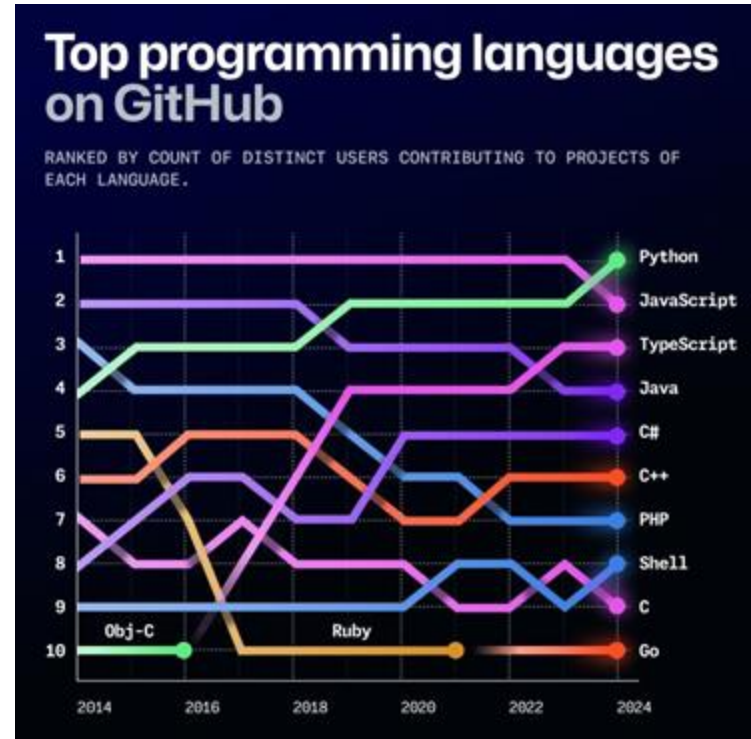 Top programming languages
on GitHub
RANKED BY COUNT OF DISTINCT USERS CONTRIBUTING TO PROJECTS OF
EACH LANGUAGE.
1
Python
2
JavaScript
3
TypeScript
4
Java
5
C#
6
C++
7
PHP
8
Shell
9
C
Obj-C
Ruby
10
Go
2014
2016
2018
2020
2022
2024